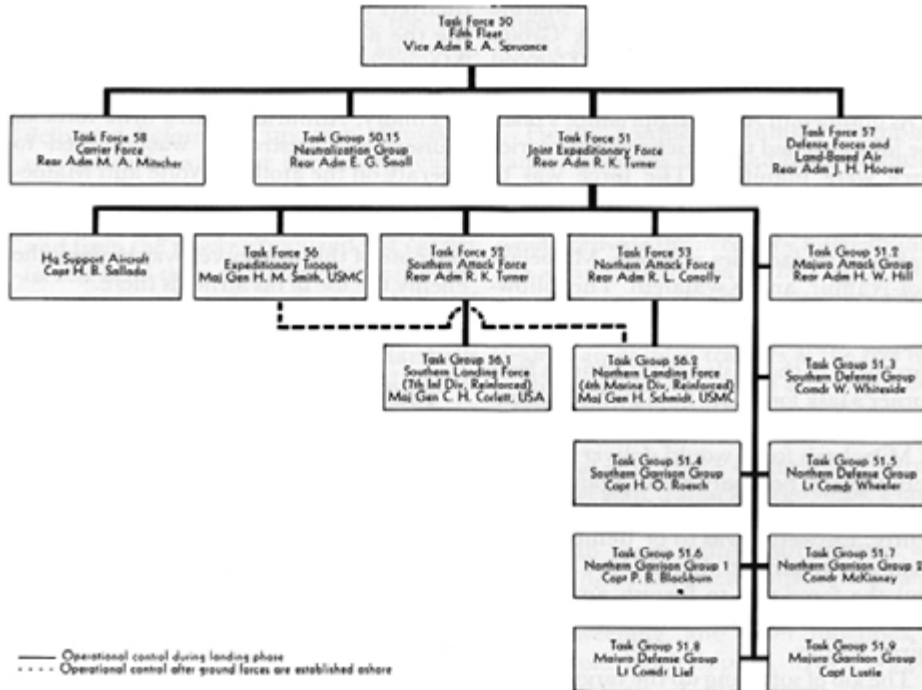 Task Force 50
Fifth Fleet
Vice Adm R. A. Spruance
Task Force 58
Carrier Force
Rear Adm M. A. Mitscher
Task Group 50.15
Neutralization Group
Rear Adm E. G. Small
Task Force 51
Joint Expeditionary Force
Rear Adm R. K. Turner
Task Force 57
Defense Forces and
Land-Based Air
Rear Adm J. H. Hoover
Hq Support Aircraft
Capt H. B. Sallada
Task Force 56
Expeditionary Troops
Maj Gen H. M. Smith, USMC
Task Force 52
Southern Attack Force
Rear Adm R. K. Turner
Task Force 53
Northern Attack Force
Rear Adm R. L. Conolly
Task Group 51.2
Majura Attack Group
Rear Adm H. W. Hill
Task Group 56.1
Southern Landing Force
(7th Inf Div, Reinforced)
Maj Gen C. H. Corlett, USA
Task Group 56.2
Northern Landing Force
(4th Marine Div, Reinforced)
Maj Gen H. Schmidt, USMC
Task Group 51.3
Southern Defense Group
Comdr W. Whiteside
Task Group 51.4
Southern Garrison Group
Capt H. O. Roesch
Task Group 51.5
Northern Defense Group
Lt Comdr Wheeler
Task Group 51.6
Northern Garrison Group 1
Capt P. B. Blackburn
Task Group 51.7
Northern Garrison Group 2
Comdr McKinney
Task Group 51.8
Majura Defense Group
Lt Comdr
Task Group 51.9
Majura Garrison Group
Capt Lustie
Operational control during landing phase
Operational control after ground forces are established ashore